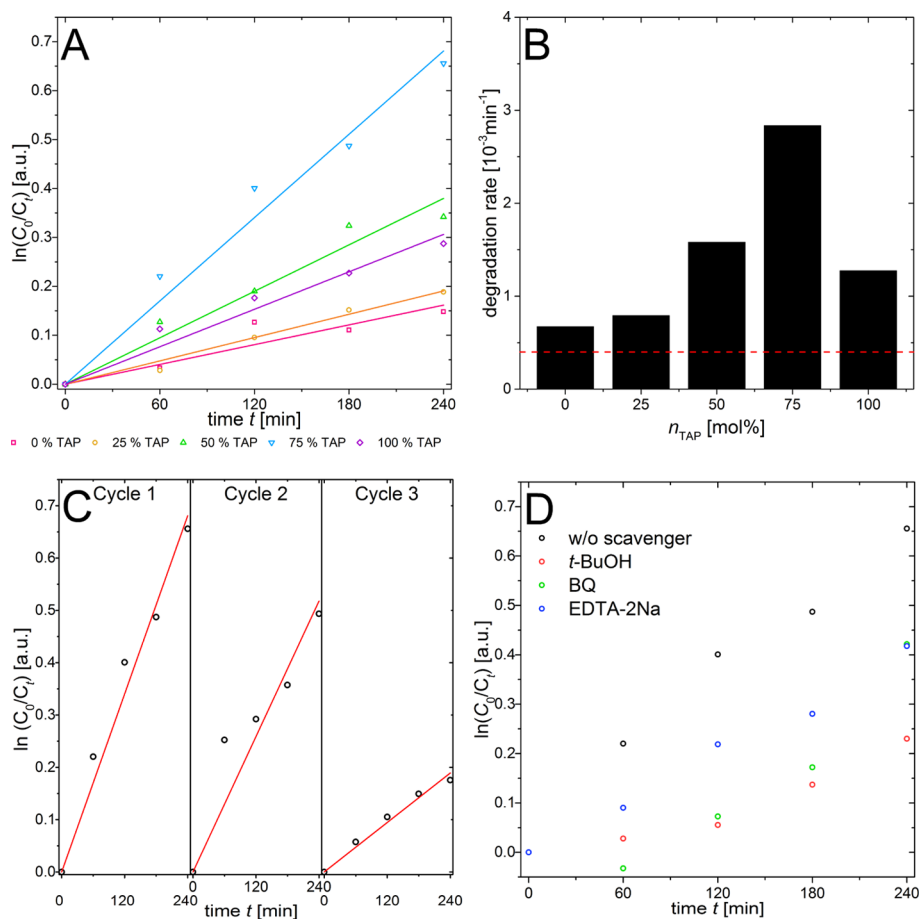 A
ln(C₀/Cₜ) [a.u.]
0.7
0.6
0.5
0.4
0.3
0.2
0.1
0.0
0 60 120 180 240
time t [min]
0 % TAP 25 % TAP 50 % TAP 75 % TAP 100 % TAP
B
degradation rate [10⁻³min⁻¹]
4
3
2
1
0
0 25 50 75 100
n_TAP [mol%]
C
Cycle 1 Cycle 2 Cycle 3
ln (C₀/Cₜ) [a.u.]
0.7
0.6
0.5
0.4
0.3
0.2
0.1
0.0
0 120 240 120 240 120 240
time t [min]
D
w/o scavenger
t-BuOH
BQ
EDTA-2Na
ln(C₀/Cₜ) [a.u.]
0.7
0.6
0.5
0.4
0.3
0.2
0.1
0.0
0 60 120 180 240
time t [min]